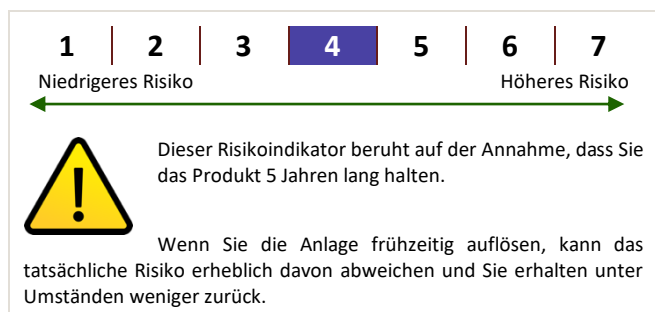 1 2 3 4 5 6 7
Niedrigeres Risiko Höheres Risiko
Dieser Risikoindikator beruht auf der Annahme, dass Sie
das Produkt 5 Jahren lang halten.
Wenn Sie die Anlage frühzeitig auflösen, kann das
tatsächliche Risiko erheblich davon abweichen und Sie erhalten unter
Umständen weniger zurück.